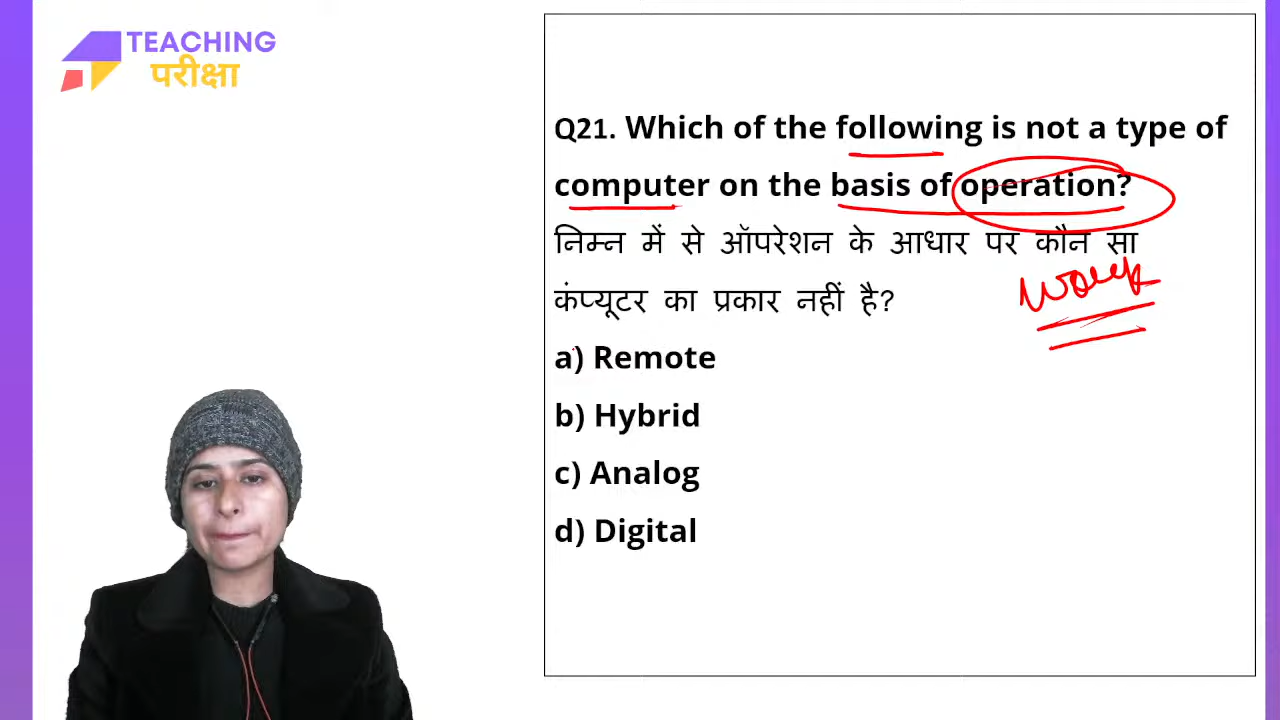 TEACHING
परीक्षा
Q21. Which of the following is not a type of
computer on the basis of operation?
निम्न में से ऑपरेशन के आधार पर कौन सा
कंप्यूटर का प्रकार नहीं है?
work
a) Remote
b) Hybrid
c) Analog
d) Digital